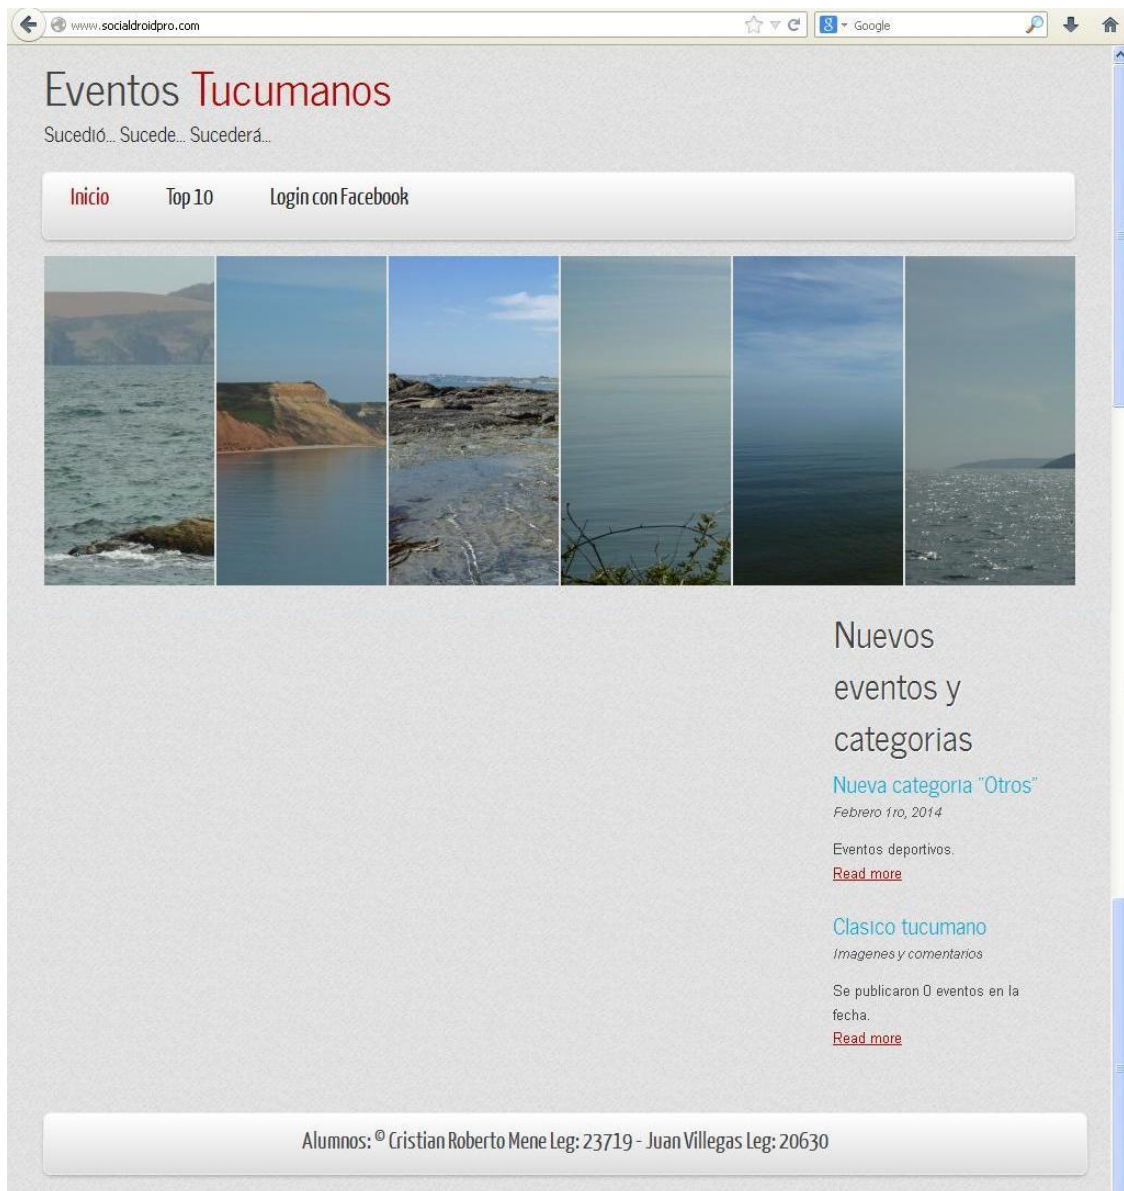 www.socialdroidpro.com
8 Google
Eventos Tucumanos
Sucedió... Sucede... Sucederá...
Inicio Top 10 Login con Facebook
Nuevos
eventos y
categorias
Nueva categoria "Otros"
Febrero 1ro, 2014
Eventos deportivos.
Read more
Clasico tucumano
Imagenes y comentarios
Se publicaron 0 eventos en la
fecha.
Read more
Alumnos: © Cristian Roberto Mene Leg: 23719 - Juan Villegas Leg: 20630